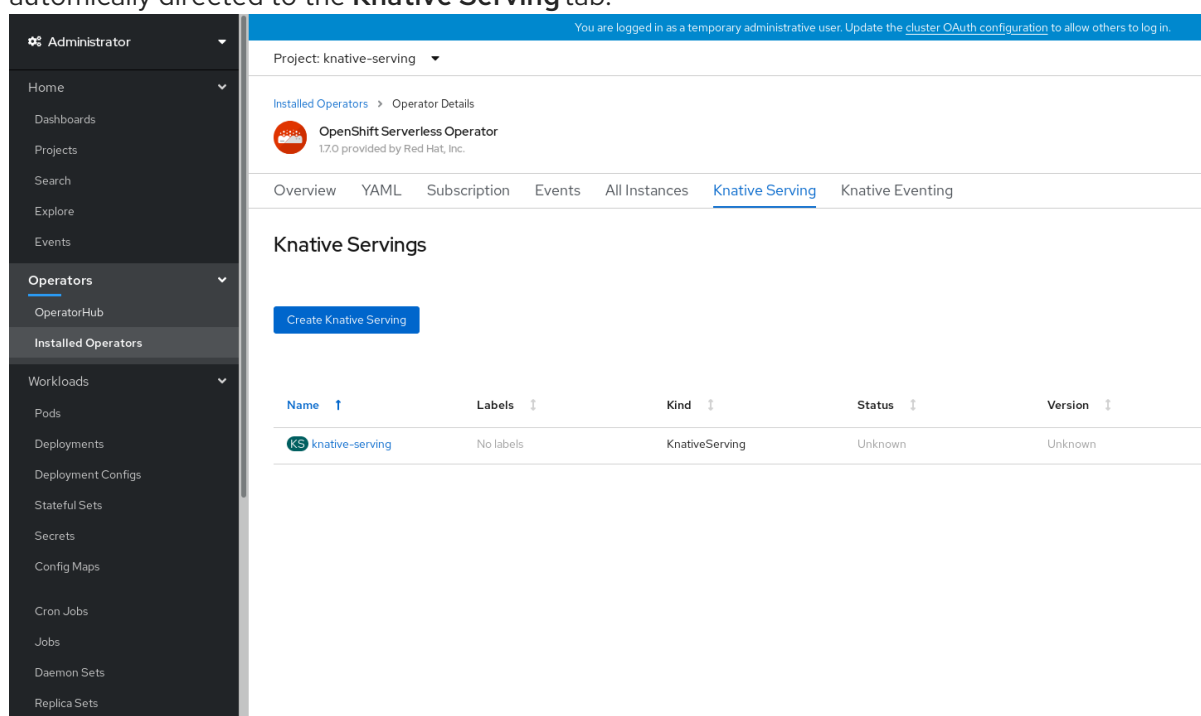 automically directed to the Knative Serving tab.
You are logged in as a temporary administrative user. Update the cluster OAuth configuration to allow others to log in.
Administrator
Project: knative-serving
Home
Dashboards
Projects
Search
Explore
Events
Operators
OperatorHub
Installed Operators
Workloads
Pods
Deployments
Deployment Configs
Stateful Sets
Secrets
Config Maps
Cron Jobs
Jobs
Daemon Sets
Replica Sets
Installed Operators > Operator Details
OpenShift Serverless Operator
1.7.0 provided by Red Hat, Inc.
Overview YAML Subscription Events All Instances Knative Serving Knative Eventing
Knative Servings
Create Knative Serving
Name Labels Kind Status Version
KS knative-serving No labels KnativeServing Unknown Unknown